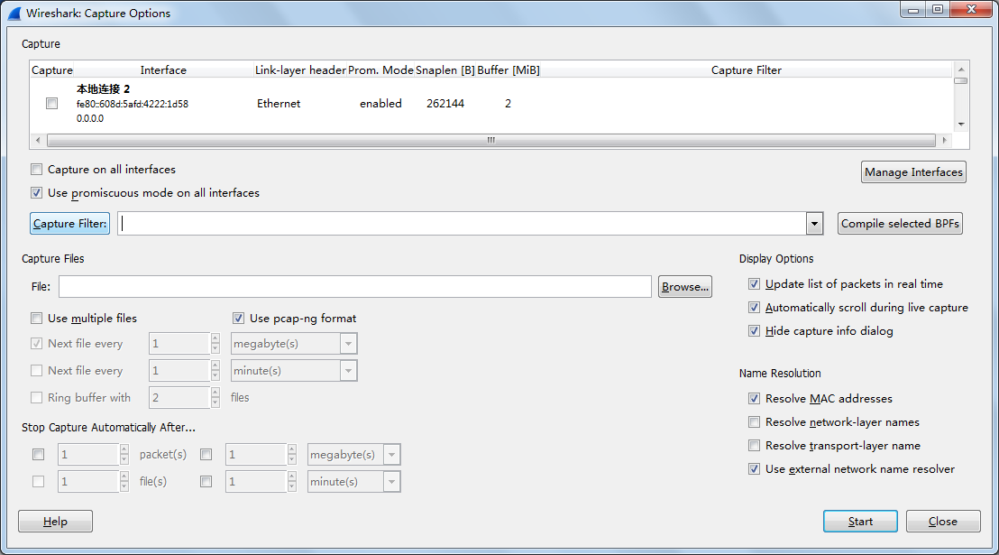 Wireshark: Capture Options
Capture
Capture Interface Link-layer header Prom. Mode Snaplen [B] Buffer [MiB] Capture Filter
本地连接 2
fe80::608d:5afd:4222:1d58
0.0.0.0
Ethernet enabled 262144 2
Capture on all interfaces
Manage Interfaces
Use promiscuous mode on all interfaces
Capture Filter:
Compile selected BPFs
Capture Files
File:
Browse...
Use multiple files
Use pcap-ng format
Next file every 1 megabyte(s)
Next file every 1 minute(s)
Ring buffer with 2 files
Stop Capture Automatically After...
1 packet(s) 1 megabyte(s)
1 file(s) 1 minute(s)
Display Options
Update list of packets in real time
Automatically scroll during live capture
Hide capture info dialog
Name Resolution
Resolve MAC addresses
Resolve network-layer names
Resolve transport-layer name
Use external network name resolver
Help
Start
Close